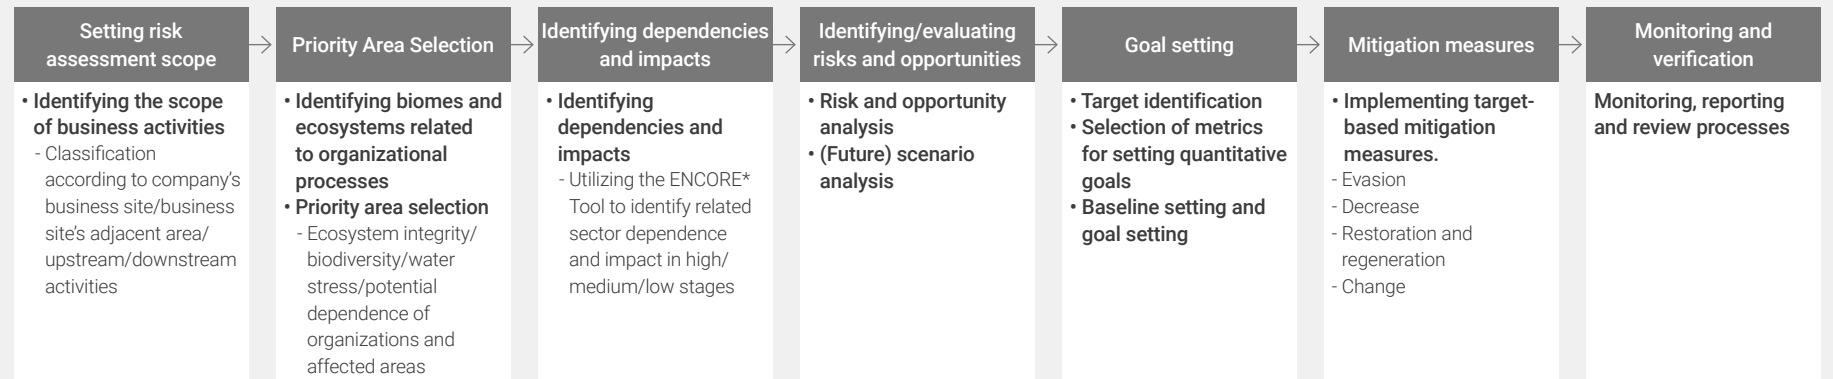 Setting risk
assessment scope
• Identifying the scope
of business activities
- Classification
according to company's
business site/business
site's adjacent area/
upstream/downstream
activities
Priority Area Selection
• Identifying biomes and
ecosystems related
to organizational
processes
• Priority area selection
- Ecosystem integrity/
biodiversity/water
stress/potential
dependence of
organizations and
affected areas
Identifying dependencies
and impacts
• Identifying
dependencies and
impacts
- Utilizing the ENCORE*
Tool to identify related
sector dependence
and impact in high/
medium/low stages
Identifying/evaluating
risks and opportunities
• Risk and opportunity
analysis
• (Future) scenario
analysis
Goal setting
• Target identification
• Selection of metrics
for setting quantitative
goals
• Baseline setting and
goal setting
Mitigation measures
• Implementing target-
based mitigation
measures.
- Evasion
- Decrease
- Restoration and
regeneration
- Change
Monitoring and
verification
Monitoring, reporting
and review processes